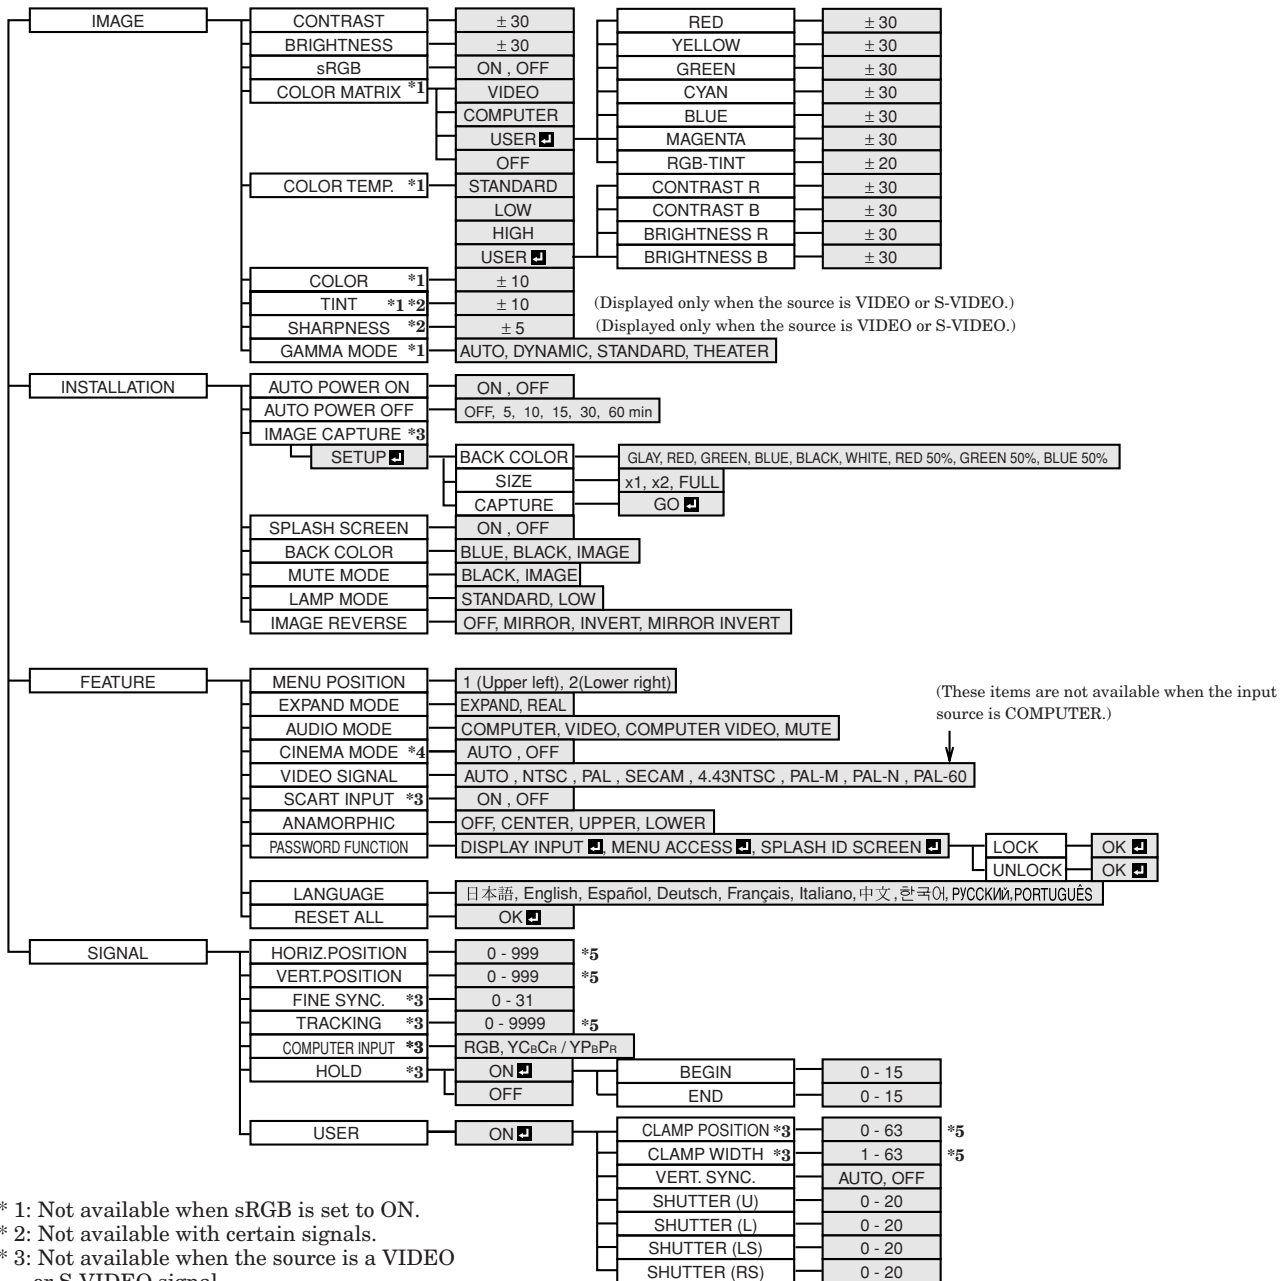 IMAGE CONTRAST ± 30 RED ± 30
BRIGHTNESS ± 30 YELLOW ± 30
sRGB ON , OFF GREEN ± 30
COLOR MATRIX *1 VIDEO CYAN ± 30
COMPUTER BLUE ± 30
USER MAGENTA ± 30
OFF RGB-TINT ± 20
COLOR TEMP. *1 STANDARD CONTRAST R ± 30
LOW CONTRAST B ± 30
HIGH BRIGHTNESS R ± 30
USER BRIGHTNESS B ± 30
COLOR *1 ± 10
TINT *1 *2 ± 10 (Displayed only when the source is VIDEO or S-VIDEO.)
SHARPNESS *2 ± 5 (Displayed only when the source is VIDEO or S-VIDEO.)
GAMMA MODE *1 AUTO, DYNAMIC, STANDARD, THEATER
INSTALLATION AUTO POWER ON ON , OFF
AUTO POWER OFF OFF, 5, 10, 15, 30, 60 min
IMAGE CAPTURE *3
SETUP BACK COLOR GLAY, RED, GREEN, BLUE, BLACK, WHITE, RED 50%, GREEN 50%, BLUE 50%
SIZE x1, x2, FULL
CAPTURE GO
SPLASH SCREEN ON , OFF
BACK COLOR BLUE, BLACK, IMAGE
MUTE MODE BLACK, IMAGE
LAMP MODE STANDARD, LOW
IMAGE REVERSE OFF, MIRROR, INVERT, MIRROR INVERT
FEATURE MENU POSITION 1 (Upper left), 2(Lower right)
(These items are not available when the input
source is COMPUTER.)
EXPAND MODE EXPAND, REAL
AUDIO MODE COMPUTER, VIDEO, COMPUTER VIDEO, MUTE
CINEMA MODE *4 AUTO , OFF
VIDEO SIGNAL AUTO , NTSC , PAL , SECAM , 4.43NTSC , PAL-M , PAL-N , PAL-60
SCART INPUT *3 ON , OFF
ANAMORPHIC OFF, CENTER, UPPER, LOWER
PASSWORD FUNCTION DISPLAY INPUT , MENU ACCESS , SPLASH ID SCREEN LOCK OK
UNLOCK OK
LANGUAGE 日本語, English, Español, Deutsch, Français, Italiano, 中文, 한국어, РУССКИЙ, PORTUGUÊS
RESET ALL OK
SIGNAL HORIZ.POSITION 0 - 999 *5
VERT.POSITION 0 - 999 *5
FINE SYNC. *3 0 - 31
TRACKING *3 0 - 9999 *5
COMPUTER INPUT *3 RGB, YCBCR / YPBPR
HOLD *3 ON BEGIN 0 - 15
OFF END 0 - 15
USER ON CLAMP POSITION *3 0 - 63 *5
CLAMP WIDTH *3 1 - 63 *5
VERT. SYNC. AUTO, OFF
SHUTTER (U) 0 - 20
SHUTTER (L) 0 - 20
SHUTTER (LS) 0 - 20
SHUTTER (RS) 0 - 20
* 1: Not available when sRGB is set to ON.
* 2: Not available with certain signals.
* 3: Not available when the source is a VIDEO
or S-VIDEO signal